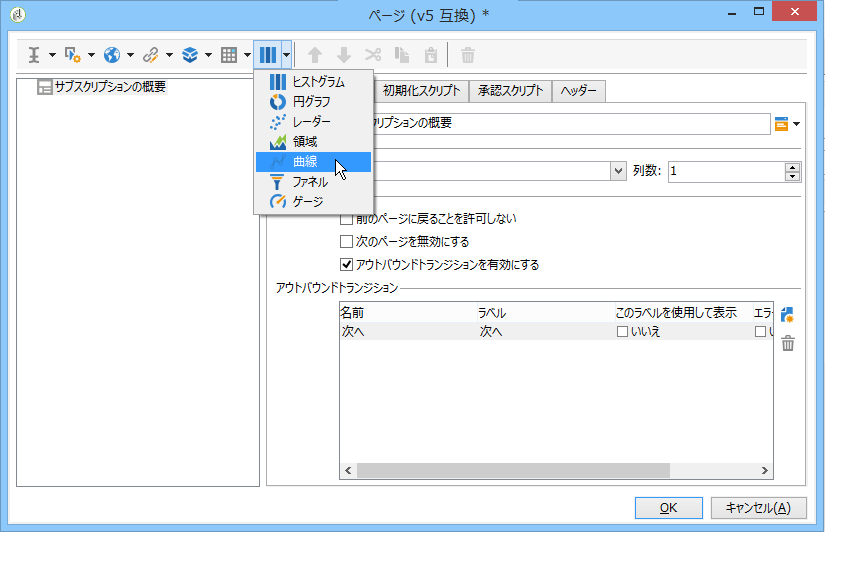 ページ (v5 互換) *
サブスクリプションの概要
ヒストグラム
円グラフ
レーダー
領域
曲線
ファネル
ゲージ
初期化スクリプト
承認スクリプト
ヘッダー
リプションの概要
列数: 1
前のページに戻ることを許可しない
次のページを無効にする
アウトバウンドトランジションを有効にする
アウトバウンドトランジション
名前 ラベル このラベルを使用して表示 エラー
次へ 次へ いいえ い
OK キャンセル(A)